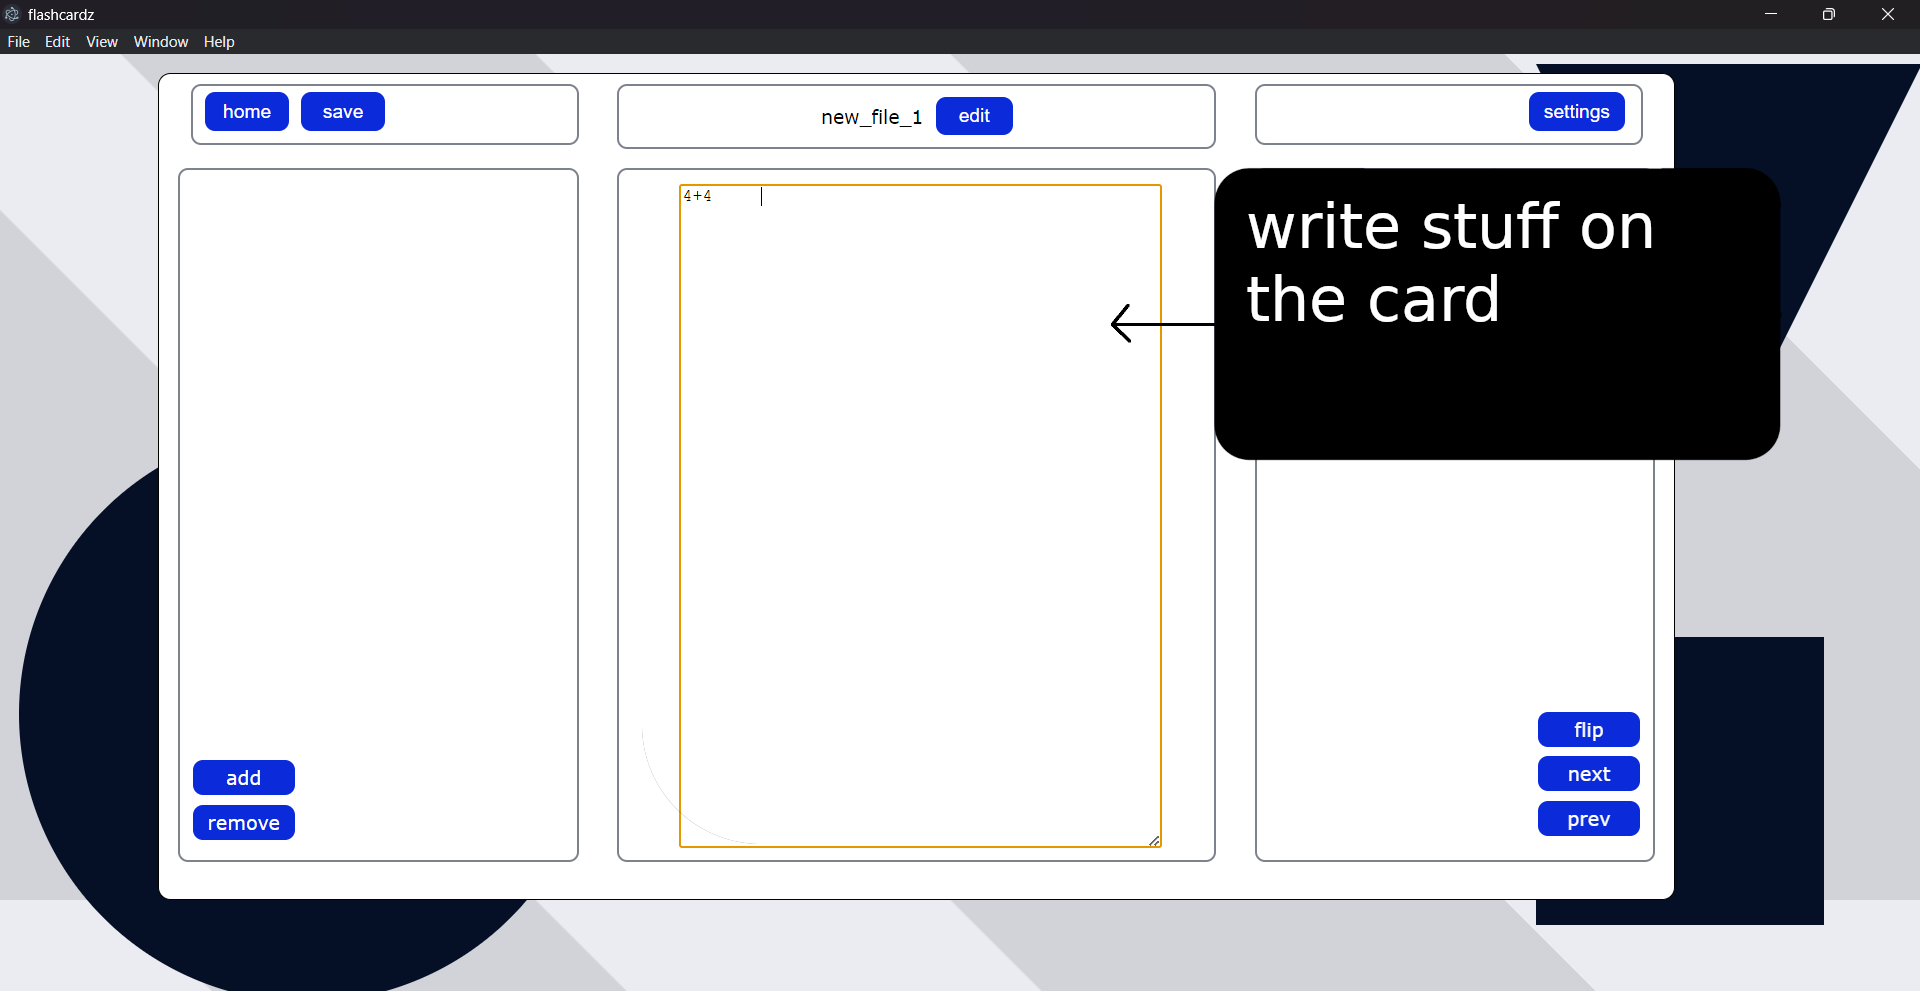 flashcardz
File Edit View Window Help
home save
new_file_1 edit
settings
4+4
write stuff on
the card
flip
next
prev
add
remove